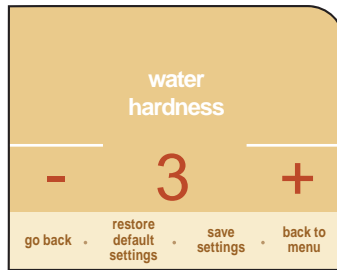 water
hardness
- 3 +
go back • restore default settings • save settings • back to menu